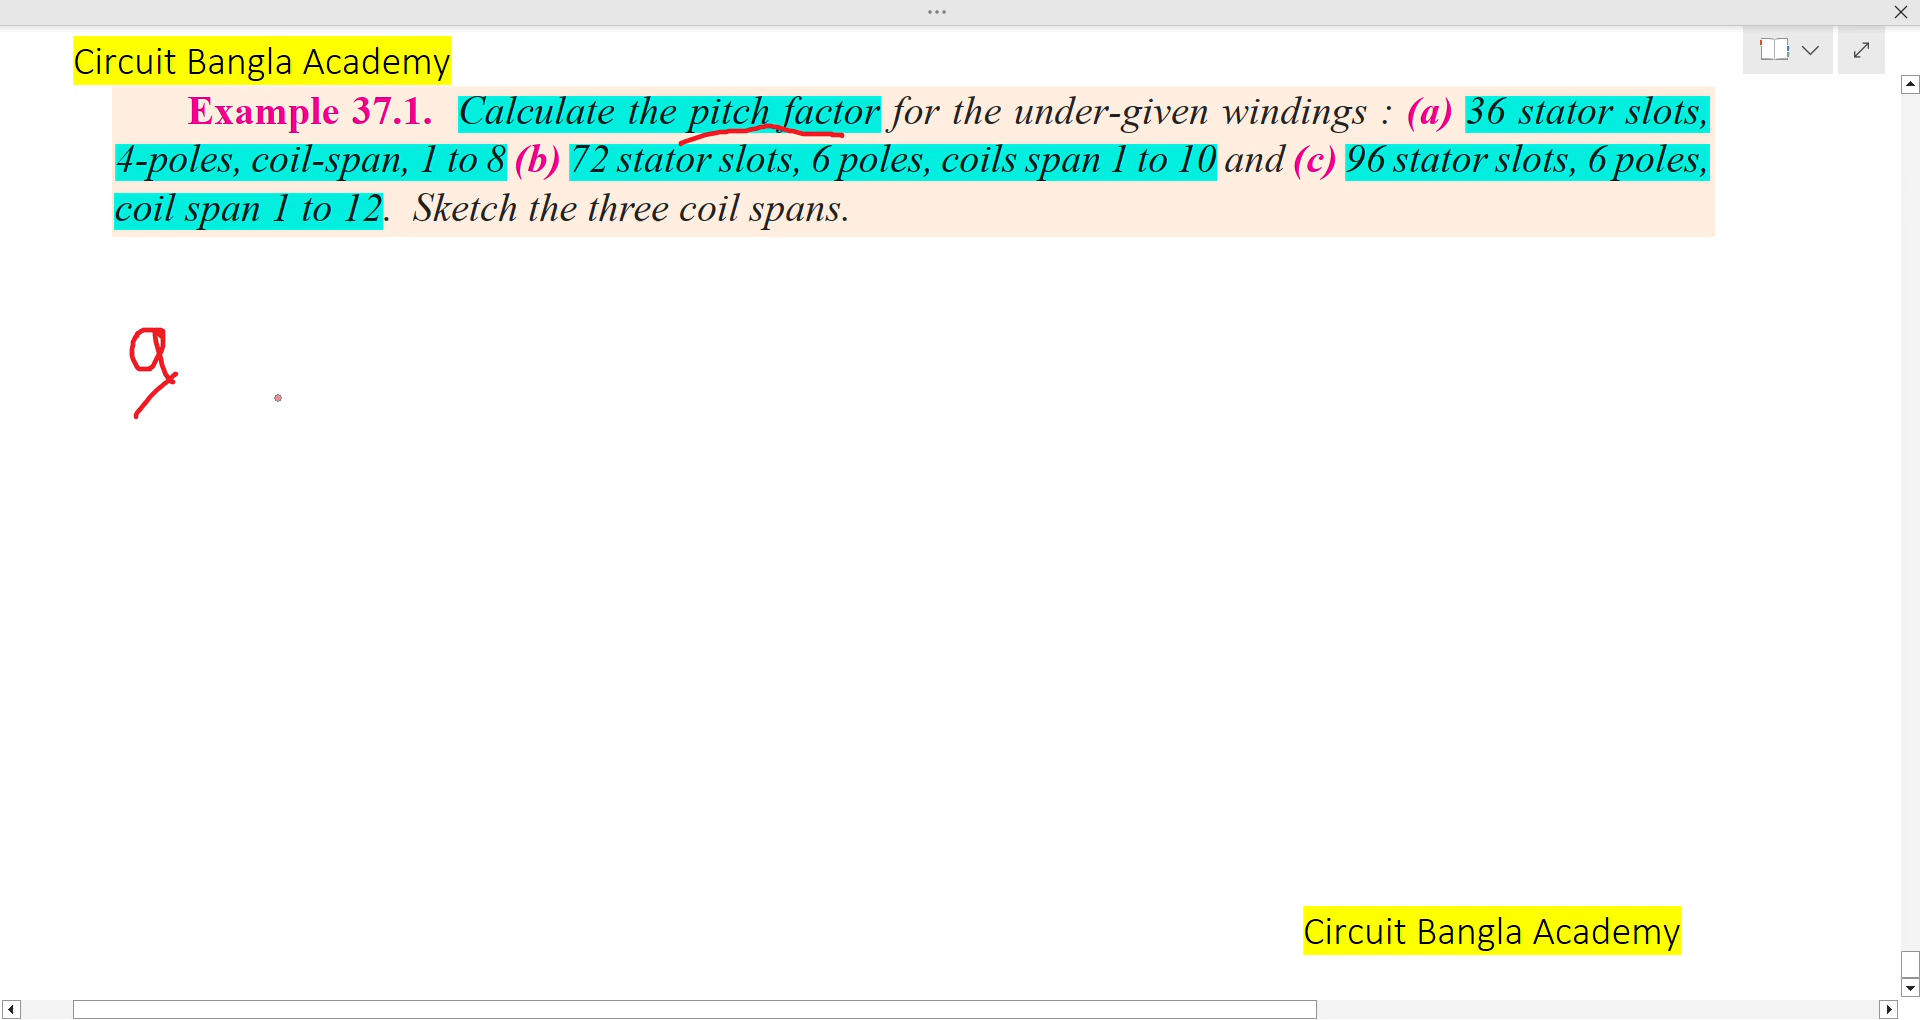 Circuit Bangla Academy
Example 37.1. Calculate the pitch factor for the under-given windings : (a) 36 stator slots,
4-poles, coil-span, 1 to 8 (b) 72 stator slots, 6 poles, coils span 1 to 10 and (c) 96 stator slots, 6 poles,
coil span 1 to 12. Sketch the three coil spans.
a
Circuit Bangla Academy